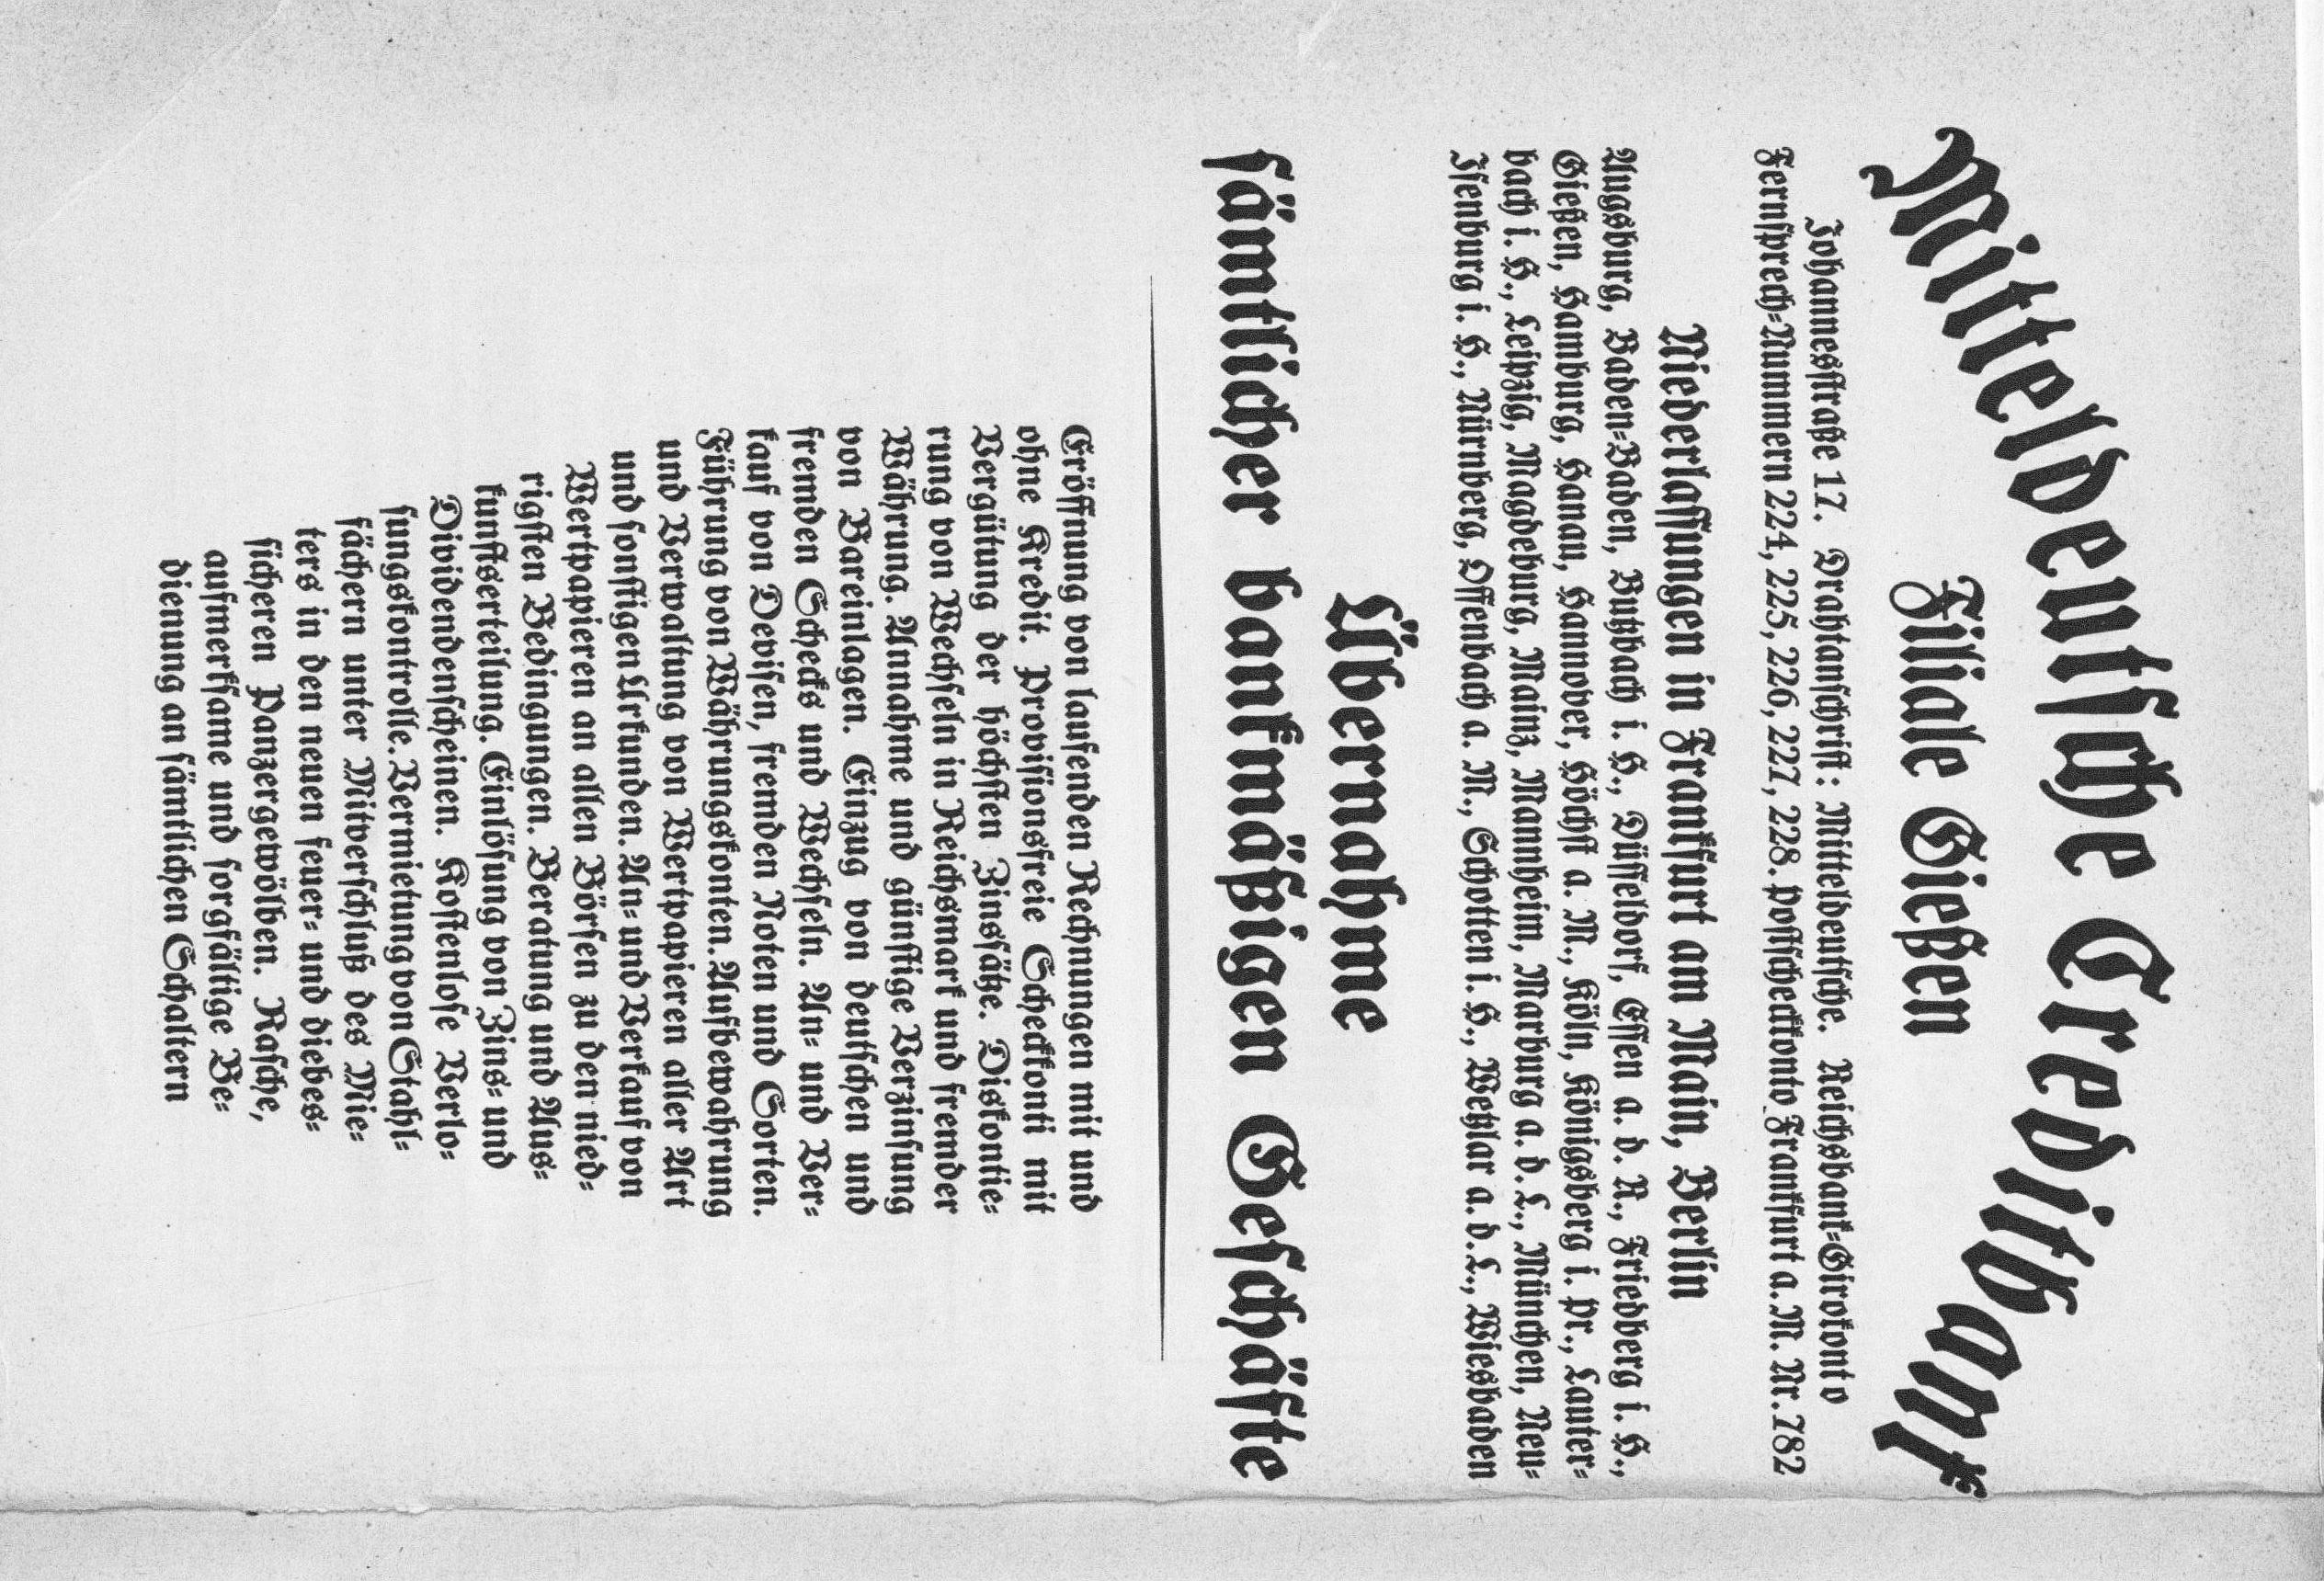 Mitteldeutsche Creditbank
Filiale Gießen
Johannesstraße 17. Drahtanschrift: Mitteldeutsche. Reichsbank-Girokonto
Fernsprech-Nummern 224, 225, 226, 227, 228. Postscheckkonto Frankfurt a. M. Nr. 782
Niederlassungen in Frankfurt am Main, Berlin
Augsburg, Baden-Baden, Butzbach i. H., Düsseldorf, Essen a. d. R., Friedberg i. H.,
Gießen, Hamburg, Hanau, Hannover, Höchst a. M., Köln, Königsberg i. Pr., Lauter-
bach i. H., Leipzig, Magdeburg, Mainz, Mannheim, Marburg a. d. L., München, Neu-
Isenburg i. H., Nürnberg, Offenbach a. M., Schotten i. H., Wetzlar a. d. L., Wiesbaden
Übernahme
sämtlicher bankmäßigen Geschäfte
Eröffnung von laufenden Rechnungen mit und
ohne Kredit. Provisionsfreie Scheckkonti mit
Vergütung der höchsten Zinssätze. Diskontie-
rung von Wechseln in Reichsmark und fremder
Währung. Annahme und günstige Verzinsung
von Bareinlagen. Einzug von deutschen und
fremden Schecks und Wechseln. An- und Ver-
kauf von Devisen, fremden Noten und Sorten.
Führung von Währungskonten. Aufbewahrung
und Verwaltung von Wertpapieren aller Art
und sonstigen Urkunden. An- und Verkauf von
Wertpapieren an allen Börsen zu den nied-
rigsten Bedingungen. Beratung und Aus-
kunftserteilung. Einlösung von Zins- und
Dividendenscheinen. Kostenlose Verlo-
sungskontrolle. Vermietung von Stahl-
fächern unter Mitverschluß des Mie-
ters in den neuen feuer- und diebes-
sicheren Panzergewölben. Rasche,
aufmerksame und sorgfältige Be-
dienung an sämtlichen Schaltern